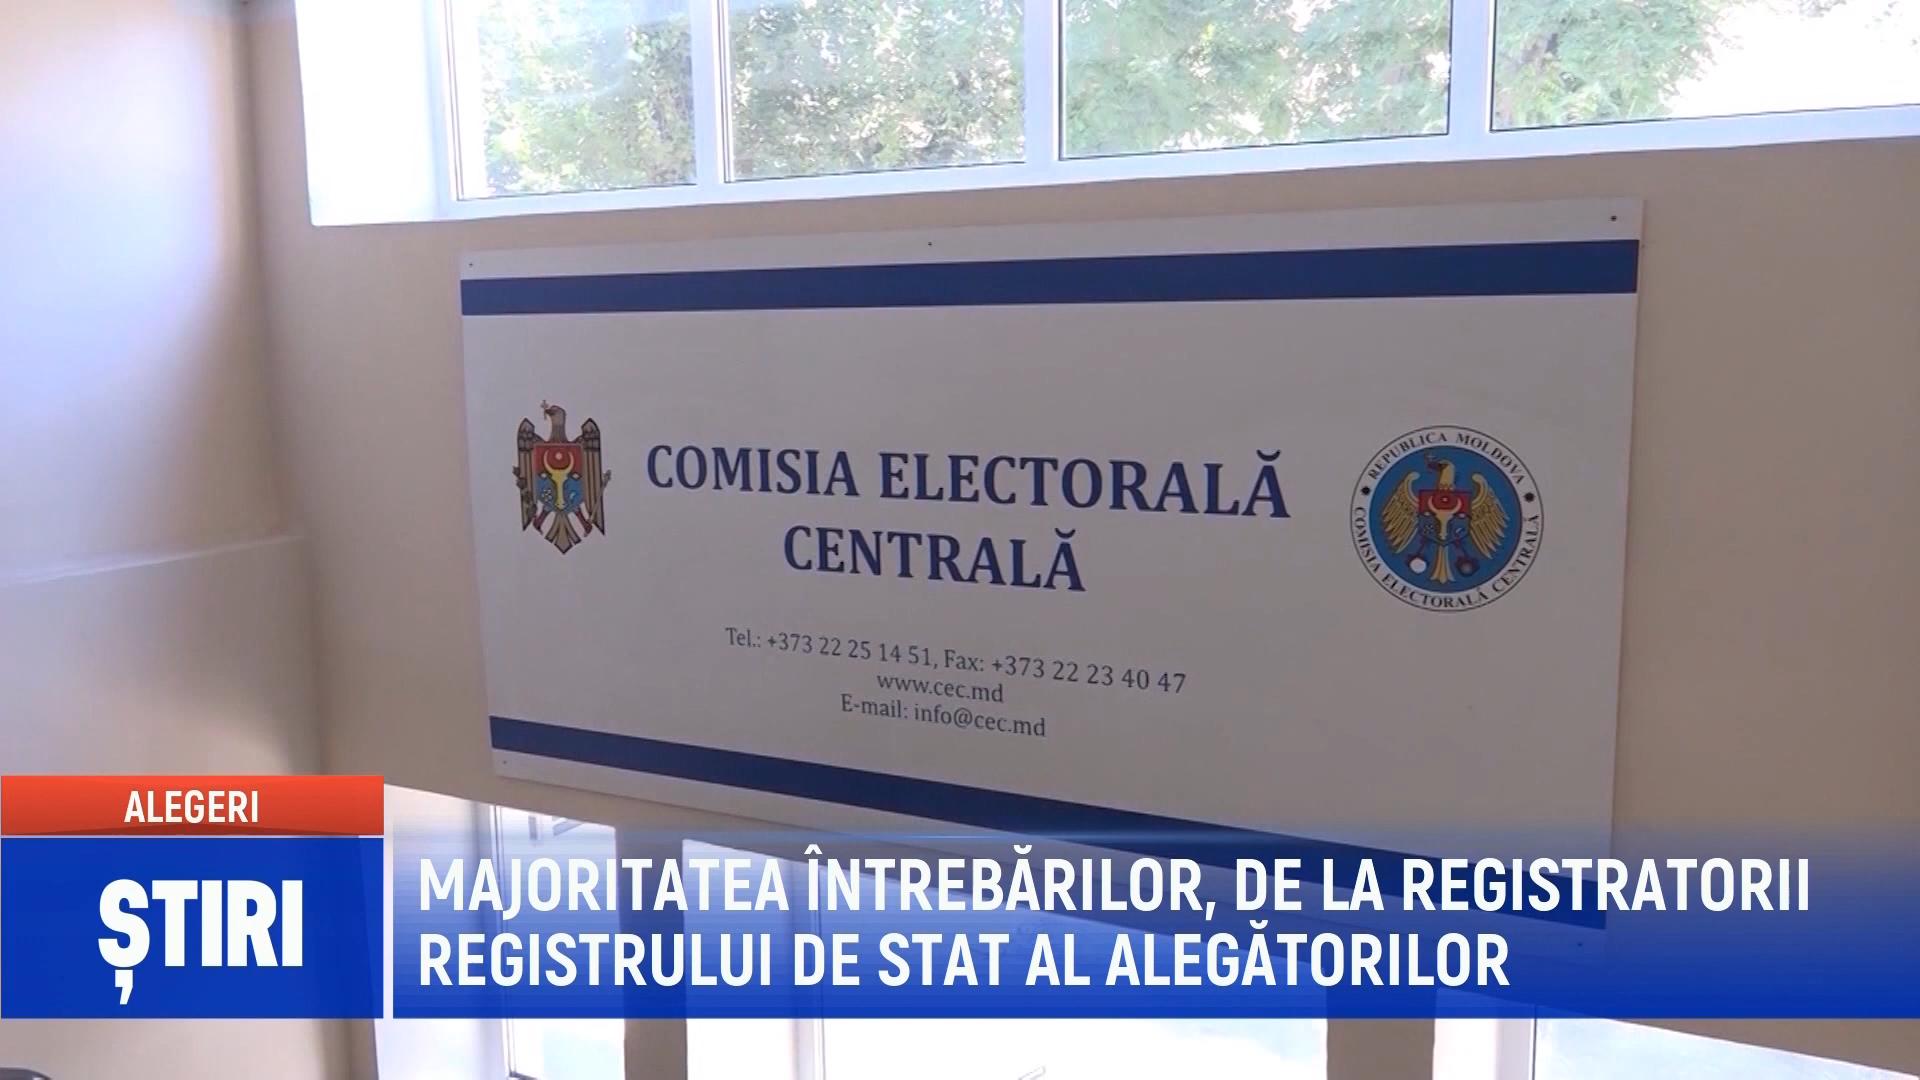 COMISIA ELECTORALĂ
CENTRALĂ
REPUBLICA MOLDOVA
COMISIA ELECTORALĂ CENTRALĂ
Tel.: +373 22 25 14 51, Fax: +373 22 23 40 47
www.cec.md
E-mail: info@cec.md
ALEGERI
ȘTIRI
MAJORITATEA ÎNTREBĂRILOR, DE LA REGISTRATORII
REGISTRULUI DE STAT AL ALEGĂTORILOR